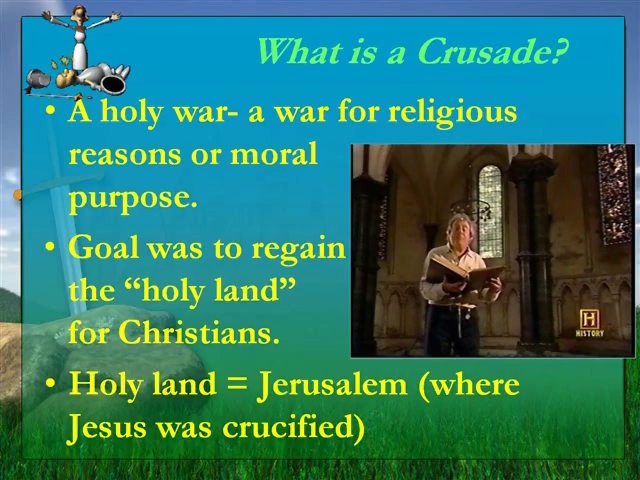 What is a Crusade?
• A holy war- a war for religious
reasons or moral
purpose.
• Goal was to regain
the “holy land”
for Christians.
H
HISTORY
• Holy land = Jerusalem (where
Jesus was crucified)